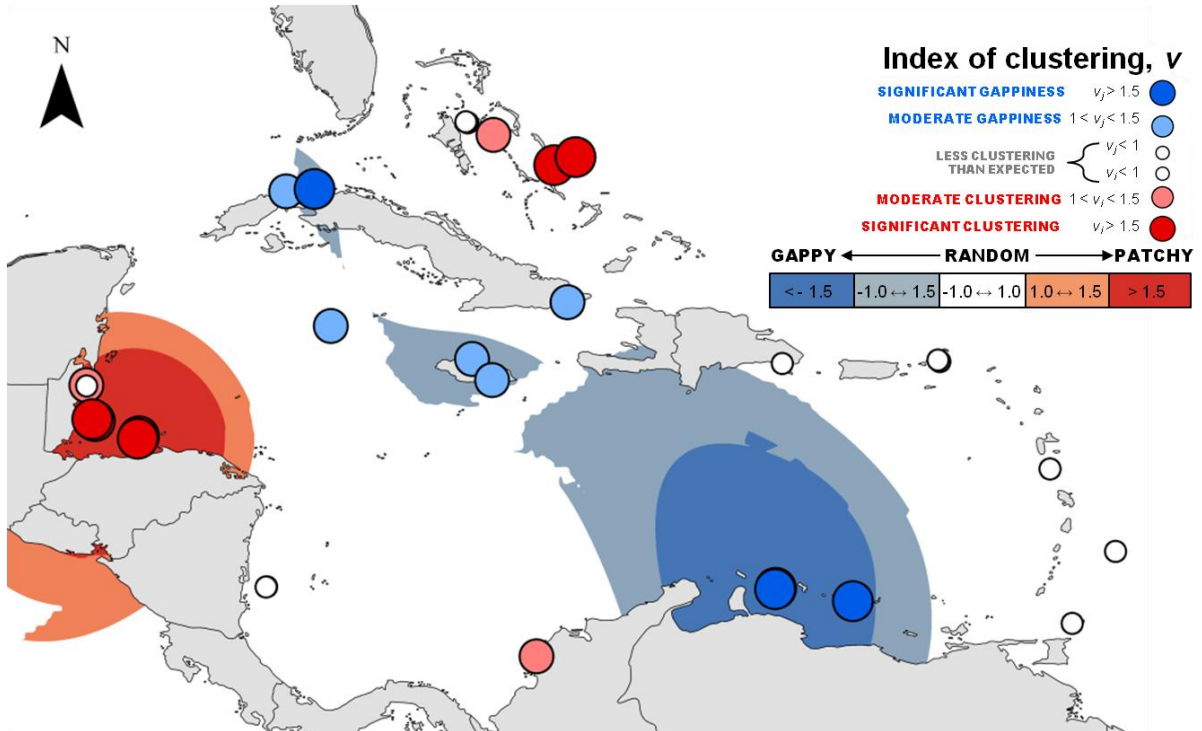 N
Index of clustering, v
SIGNIFICANT GAPPINESS vj > 1.5
MODERATE GAPPINESS 1 < vj < 1.5
vj < 1
LESS CLUSTERING
THAN EXPECTED
vi < 1
MODERATE CLUSTERING 1 < vi < 1.5
SIGNIFICANT CLUSTERING vi > 1.5
GAPPY RANDOM PATCHY
< - 1.5 -1.0 ↔ 1.5 -1.0 ↔ 1.0 1.0 ↔ 1.5 > 1.5